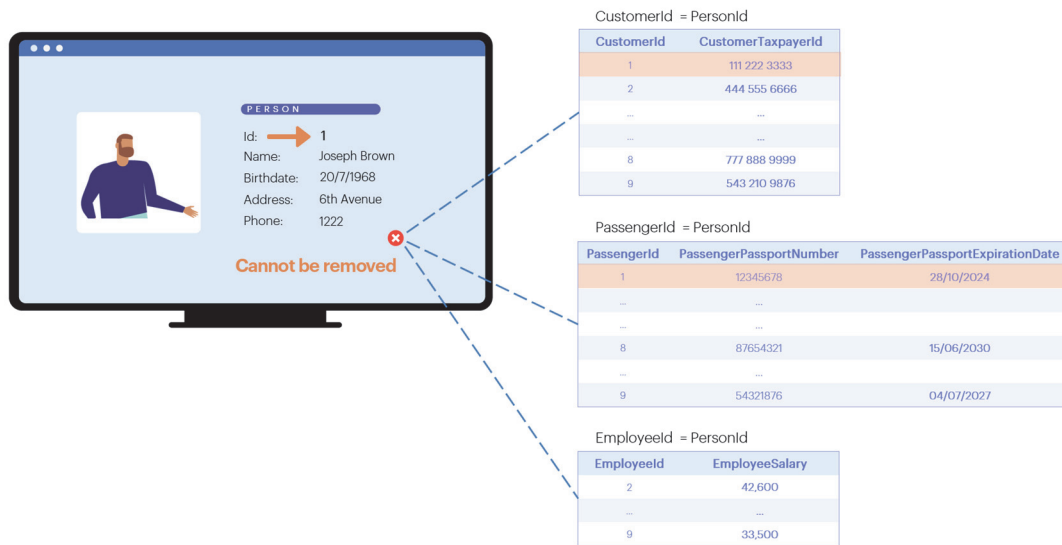 PERSON
Id: 1
Name: Joseph Brown
Birthdate: 20/7/1968
Address: 6th Avenue
Phone: 1222
Cannot be removed
CustomerId = PersonId
CustomerId CustomerTaxpayerId
1 111 222 3333
2 444 555 6666
... ...
... ...
8 777 888 9999
9 543 210 9876
PassengerId = PersonId
PassengerId PassengerPassportNumber PassengerPassportExpirationDate
1 12345678 28/10/2024
... ...
... ...
8 87654321 15/06/2030
... ...
9 54321876 04/07/2027
EmployeeId = PersonId
EmployeeId EmployeeSalary
2 42,600
... ...
9 33,500